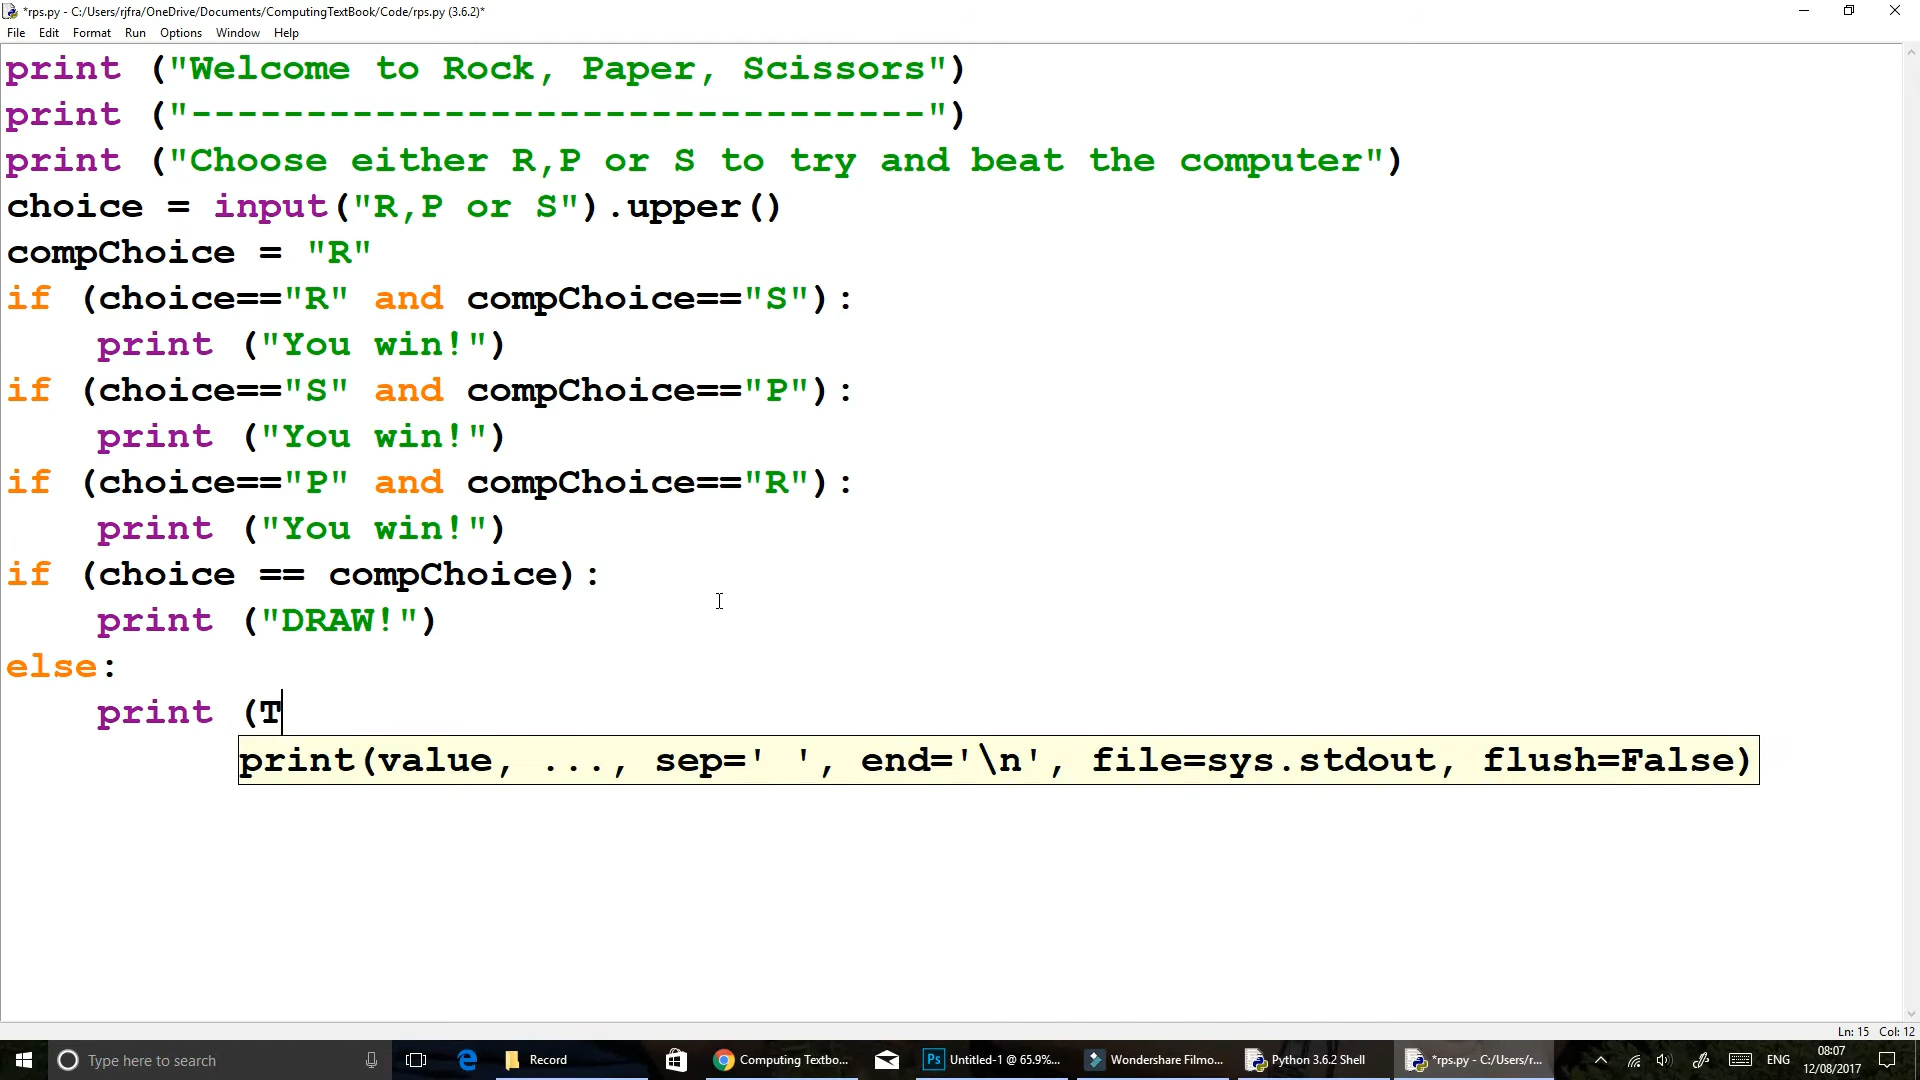 *rps.py - C:/Users/rjfra/OneDrive/Documents/ComputingTextBook/Code/rps.py (3.6.2)*
File Edit Format Run Options Window Help
print ("Welcome to Rock, Paper, Scissors")
print ("--------------------------------")
print ("Choose either R,P or S to try and beat the computer")
choice = input("R,P or S").upper()
compChoice = "R"
if (choice=="R" and compChoice=="S"):
    print ("You win!")
if (choice=="S" and compChoice=="P"):
    print ("You win!")
if (choice=="P" and compChoice=="R"):
    print ("You win!")
if (choice == compChoice):
    print ("DRAW!")
else:
    print (T
print(value, ..., sep=' ', end='\n', file=sys.stdout, flush=False)
Ln: 15 Col: 12
Type here to search
Record
Computing Textbo...
Ps Untitled-1 @ 65.9%...
Wondershare Filmo...
Python 3.6.2 Shell
*rps.py - C:/Users/r...
ENG
08:07
12/08/2017